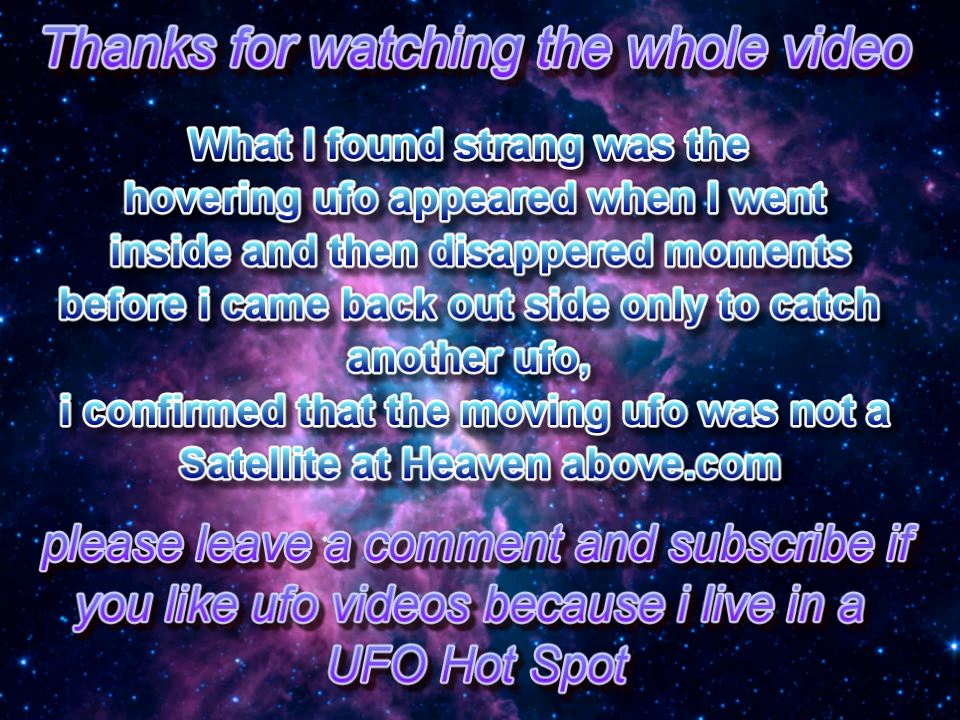 Thanks for watching the whole video
What I found strang was the
hovering ufo appeared when I went
inside and then disappered moments
before i came back out side only to catch
another ufo,
i confirmed that the moving ufo was not a
Satellite at Heaven above.com
please leave a comment and subscribe if
you like ufo videos because i live in a
UFO Hot Spot